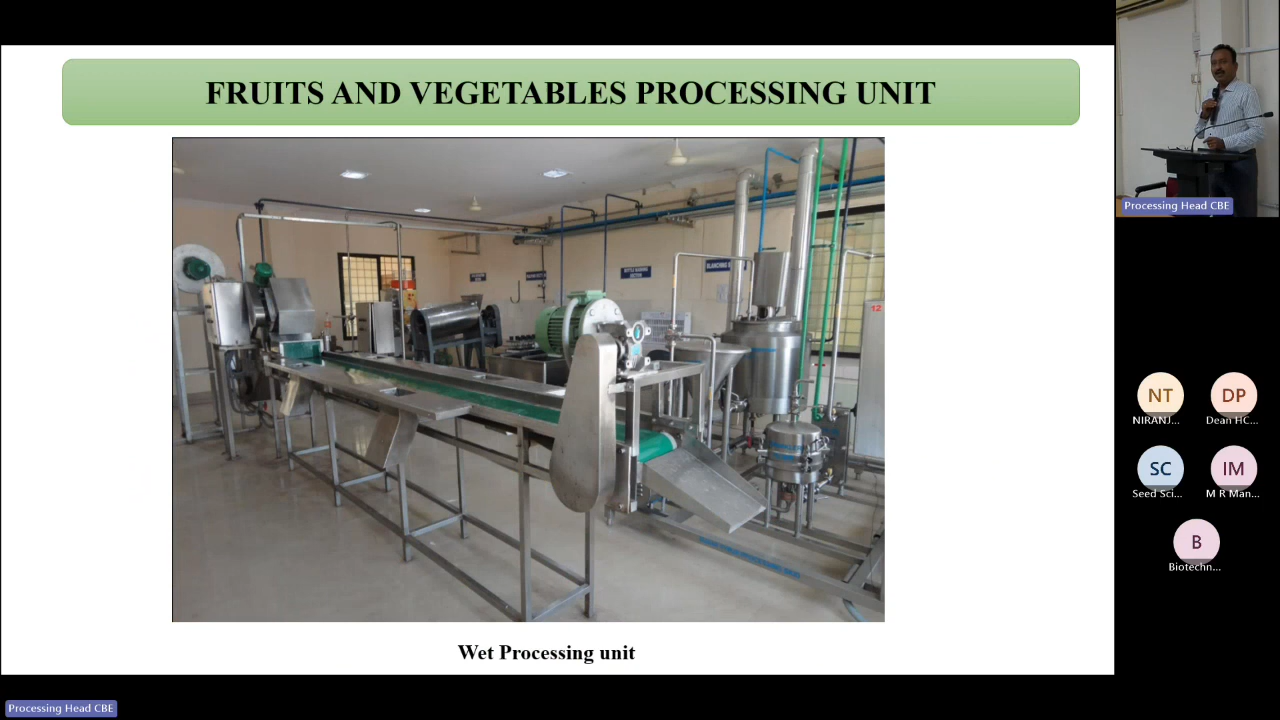 FRUITS AND VEGETABLES PROCESSING UNIT
12
Wet Processing unit
Processing Head CBE
NT
NIRANJ...
DP
Dean HC...
SC
Seed Sci...
IM
M R Man...
B
Biotechn...
Processing Head CBE